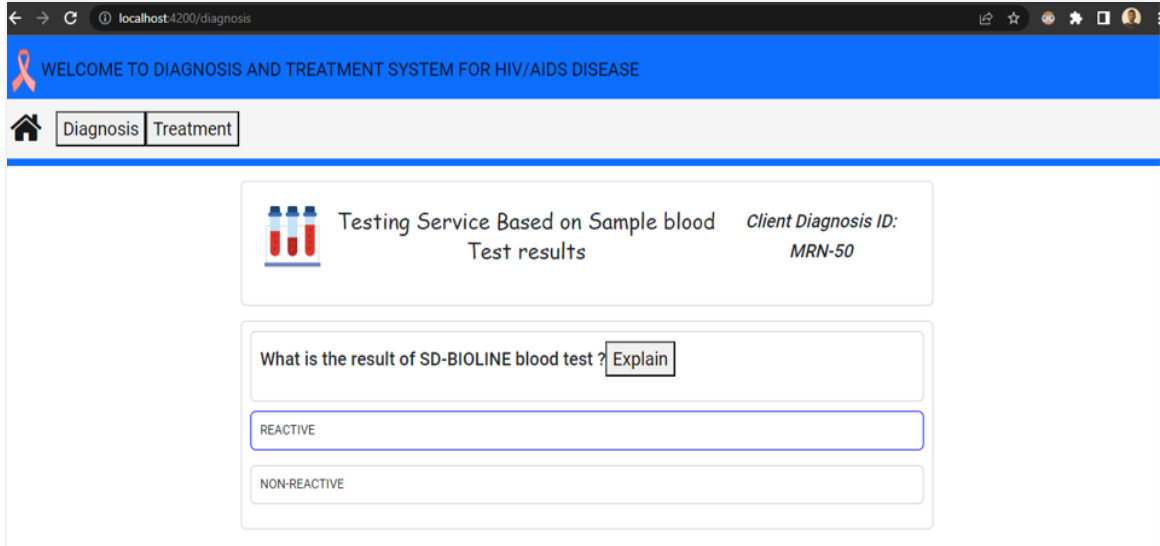 localhost:4200/diagnosis
WELCOME TO DIAGNOSIS AND TREATMENT SYSTEM FOR HIV/AIDS DISEASE
Diagnosis Treatment
Testing Service Based on Sample blood
Test results
Client Diagnosis ID:
MRN-50
What is the result of SD-BIOLINE blood test ? Explain
REACTIVE
NON-REACTIVE